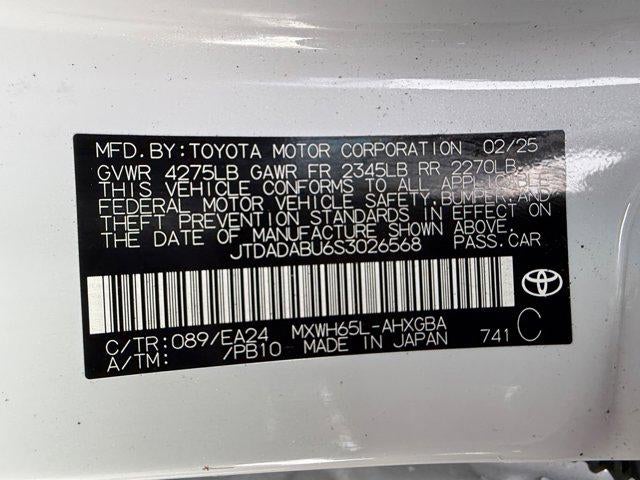 MFD. BY: TOYOTA MOTOR CORPORATION 02/25
GVWR 4275LB GAWR FR 2345LB RR 2270LB
THIS VEHICLE CONFORMS TO ALL APPLICABLE
FEDERAL MOTOR VEHICLE SAFETY, BUMPER, AND
THEFT PREVENTION STANDARDS IN EFFECT ON
THE DATE OF MANUFACTURE SHOWN ABOVE.
JTDADABU6S3026568 PASS. CAR
C/TR: 089/EA24 MXWH65L-AHXGBA
A/TM: /PB10 MADE IN JAPAN 741 C